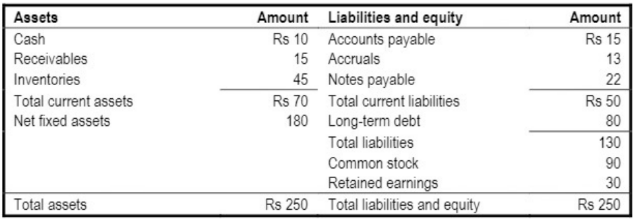 Assets Amount Liabilities and equity Amount
Cash Rs 10 Accounts payable Rs 15
Receivables 15 Accruals 13
Inventories 45 Notes payable 22
Total current assets Rs 70 Total current liabilities Rs 50
Net fixed assets 180 Long-term debt 80
Total liabilities 130
Common stock 90
Retained earnings 30
Total assets Rs 250 Total liabilities and equity Rs 250